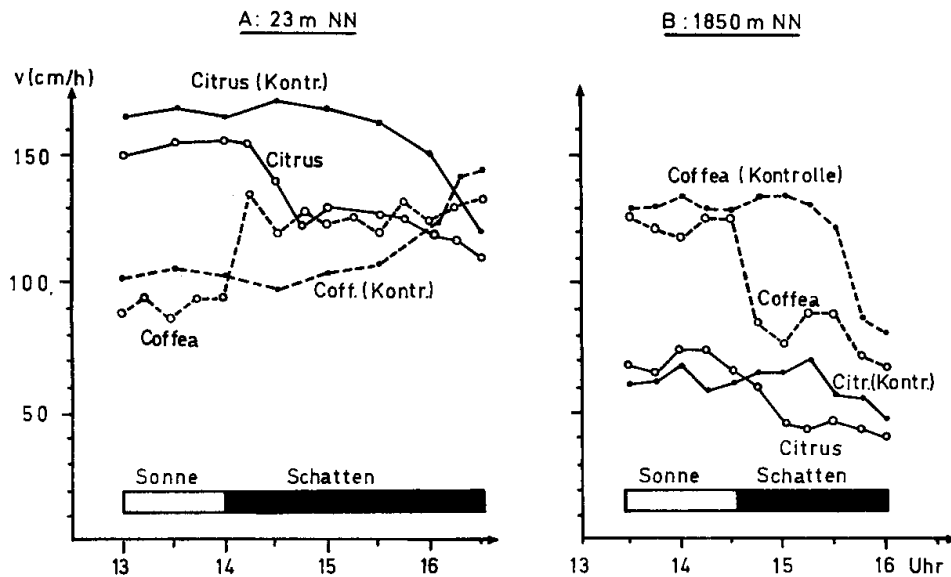 A: 23 m NN
B: 1850 m NN
v (cm/h)
Citrus (Kontr.)
150
Citrus
100
Coff. (Kontr.)
Coffea
50
Sonne Schatten
13 14 15 16
Coffea (Kontrolle)
Coffea
Citr.(Kontr.)
Citrus
Sonne Schatten
13 14 15 16 Uhr